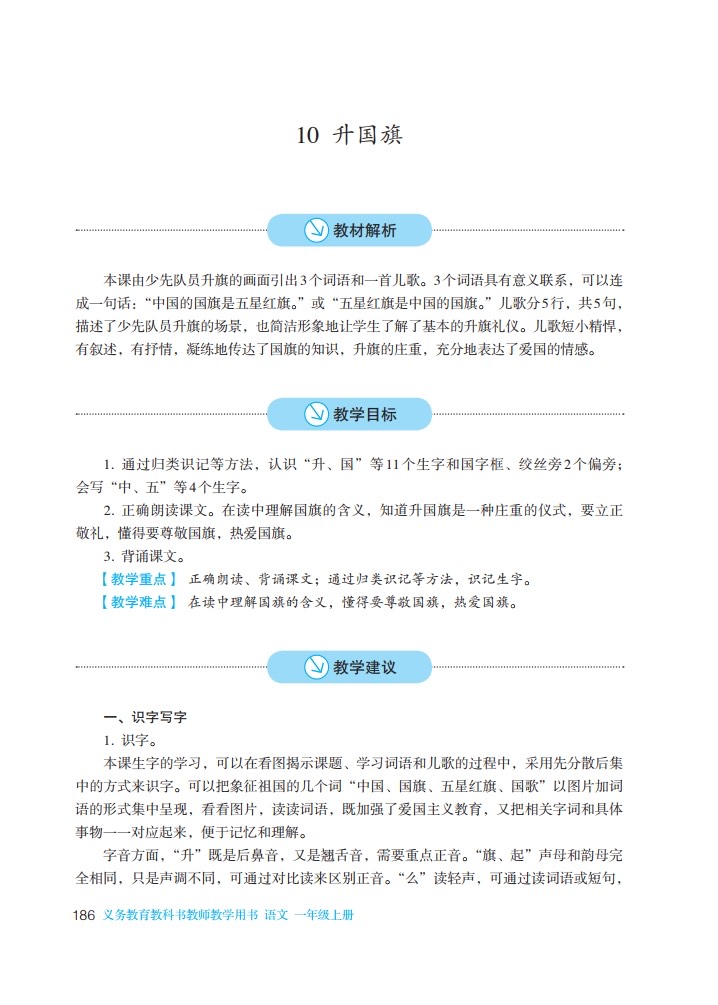 10 升国旗
教材解析
本课由少先队员升旗的画面引出3个词语和一首儿歌。3个词语具有意义联系，可以连
成一句话：“中国的国旗是五星红旗。”或“五星红旗是中国的国旗。”儿歌分5行，共5句，
描述了少先队员升旗的场景，也简洁形象地让学生了解了基本的升旗礼仪。儿歌短小精悍，
有叙述，有抒情，凝练地传达了国旗的知识，升旗的庄重，充分地表达了爱国的情感。
教学目标
1. 通过归类识记等方法，认识“升、国”等11个生字和国字框、绞丝旁2个偏旁；
会写“中、五”等4个生字。
2. 正确朗读课文。在读中理解国旗的含义，知道升国旗是一种庄重的仪式，要立正
敬礼，懂得要尊敬国旗，热爱国旗。
3. 背诵课文。
【教学重点】 正确朗读、背诵课文；通过归类识记等方法，识记生字。
【教学难点】 在读中理解国旗的含义，懂得要尊敬国旗，热爱国旗。
教学建议
一、识字写字
1. 识字。
本课生字的学习，可以在看图揭示课题、学习词语和儿歌的过程中，采用先分散后集
中的方式来识字。可以把象征祖国的几个词“中国、国旗、五星红旗、国歌”以图片加词
语的形式集中呈现，看看图片，读读词语，既加强了爱国主义教育，又把相关字词和具体
事物一一对应起来，便于记忆和理解。
字音方面，“升”既是后鼻音，又是翘舌音，需要重点正音。“旗、起”声母和韵母完
全相同，只是声调不同，可通过对比读来区别正音。“么”读轻声，可通过读词语或短句，
186 义务教育教科书教师教学用书 语文 一年级上册